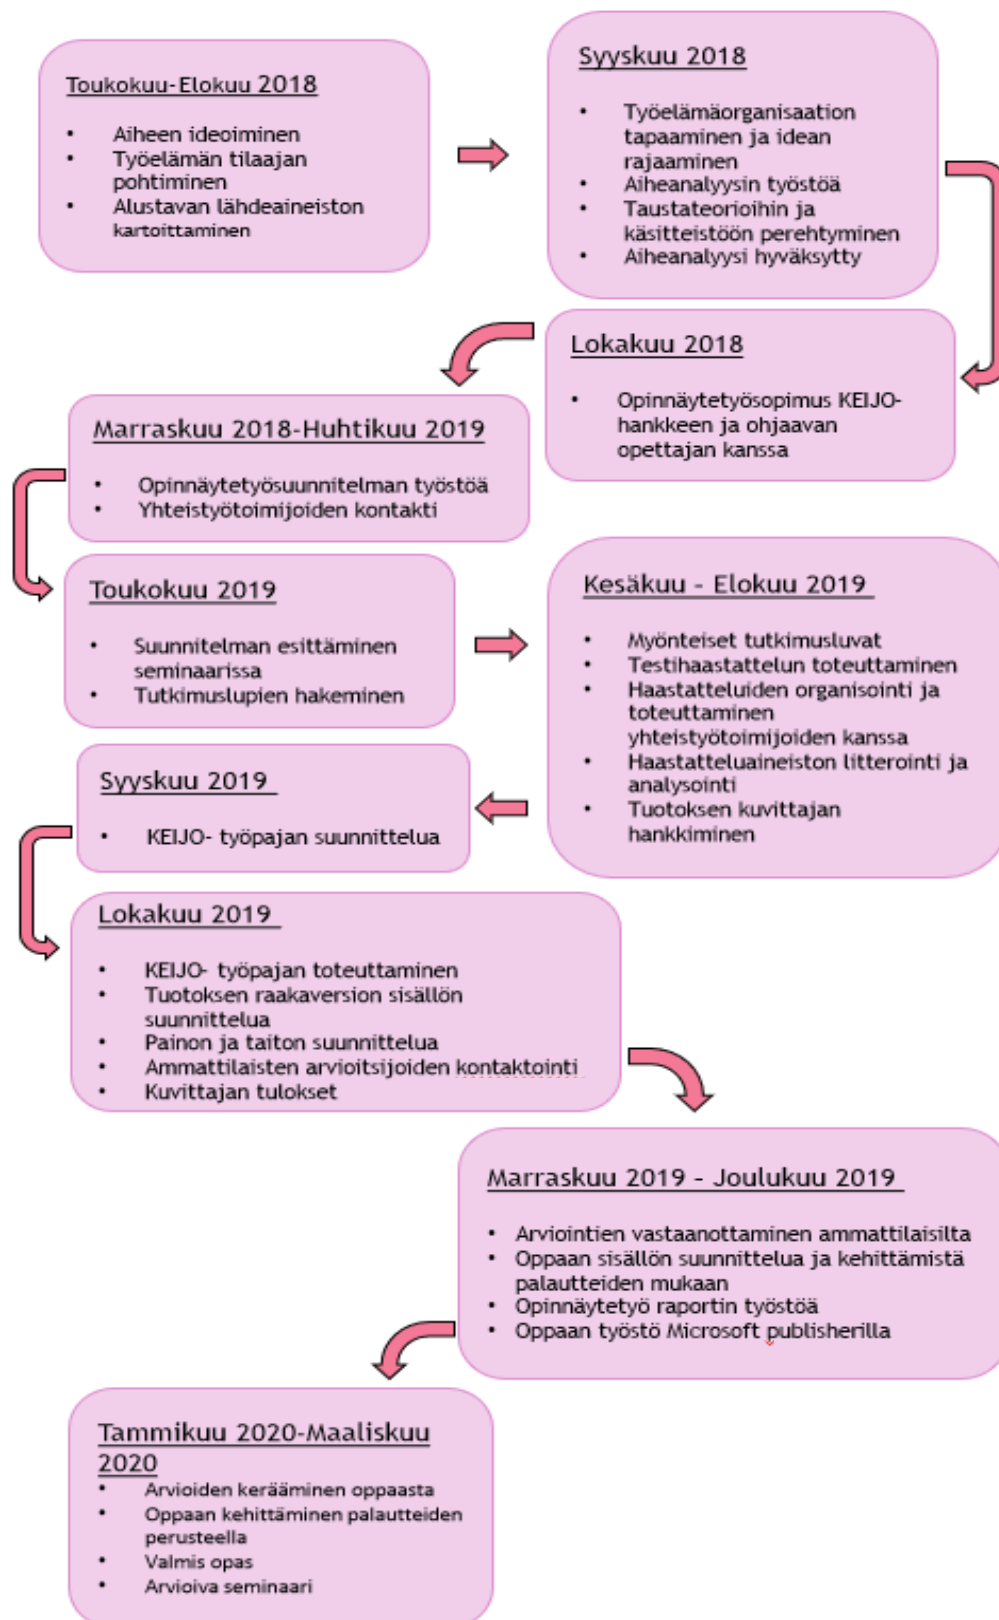 Toukokuu-Elokuu 2018
• Aiheen ideoiminen
• Työelämän tilaajan
pohtiminen
• Alustavan lähdeaineiston
kartoittaminen
Syyskuu 2018
• Työelämäorganisaation
tapaaminen ja idean
rajaaminen
• Aiheanalyysin työstöä
• Taustateorioihin ja
käsitteistöön perehtyminen
• Aiheanalyysi hyväksytty
Lokakuu 2018
• Opinnäytetyösopimus KEIJO-
hankkeen ja ohjaavan
opettajan kanssa
Marraskuu 2018-Huhtikuu 2019
• Opinnäytetyösuunnitelman työstöä
• Yhteistyötoimijoiden kontakti
Toukokuu 2019
• Suunnitelman esittäminen
seminaarissa
• Tutkimuslupien hakeminen
Kesäkuu - Elokuu 2019
• Myönteiset tutkimusluvat
• Testihaastattelun toteuttaminen
• Haastatteluiden organisointi ja
toteuttaminen
yhteistyötoimijoiden kanssa
• Haastatteluaineiston litterointi ja
analysointi
• Tuotoksen kuvittajan
hankkiminen
Syyskuu 2019
• KEIJO- työpajan suunnittelua
Lokakuu 2019
• KEIJO- työpajan toteuttaminen
• Tuotoksen raakaversion sisällön
suunnittelua
• Painon ja taiton suunnittelua
• Ammattilaisten arvioitsijoiden kontaktointi
• Kuvittajan tulokset
Marraskuu 2019 - Joulukuu 2019
• Arviointien vastaanottaminen ammattilaisilta
• Oppaan sisällön suunnittelua ja kehittämistä
palautteiden mukaan
• Opinnäytetyö raportin työstöä
• Oppaan työstö Microsoft publisherilla
Tammikuu 2020-Maaliskuu
2020
• Arvioiden kerääminen oppaasta
• Oppaan kehittäminen palautteiden
perusteella
• Valmis opas
• Arvioiva seminaari